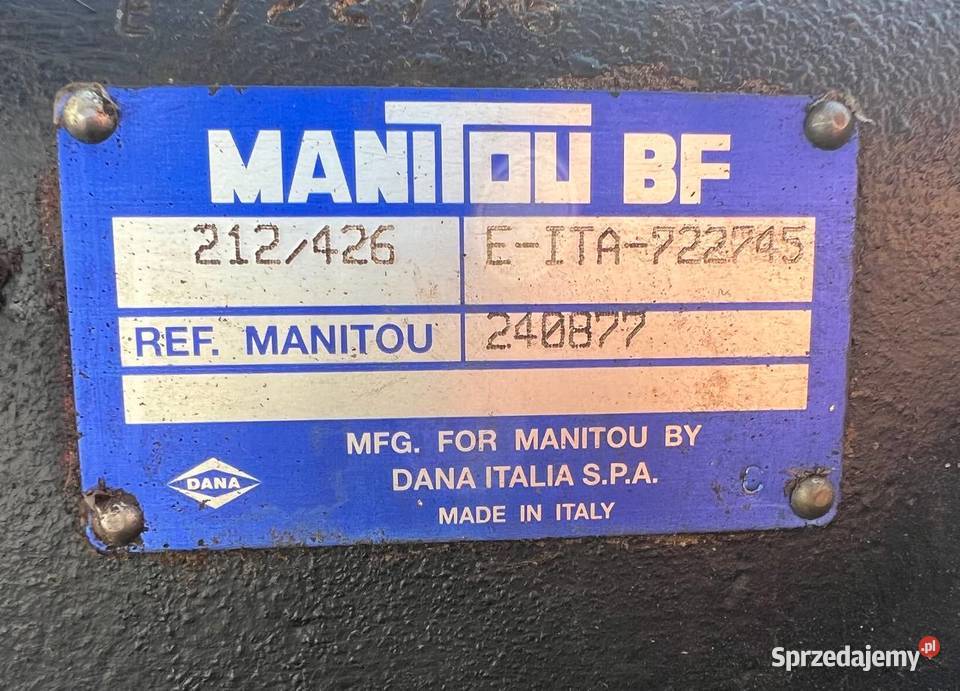 MANITOU BF
212/426 E-ITA-722745
REF. MANITOU 240877
MFG. FOR MANITOU BY
DANA ITALIA S.P.A.
DANA
C
MADE IN ITALY
Sprzedajemy.pl